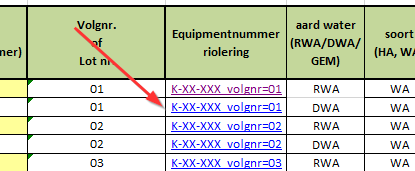 Volgnr. of Lot nr
Equipmentnummer riolering
aard water (RWA/DWA/GEM)
soort (HA, WA
mer)
01 K-XX-XXX_volgnr=01 RWA WA
01 K-XX-XXX_volgnr=01 DWA WA
02 K-XX-XXX_volgnr=02 RWA WA
02 K-XX-XXX_volgnr=02 DWA WA
03 K-XX-XXX_volgnr=03 RWA WA